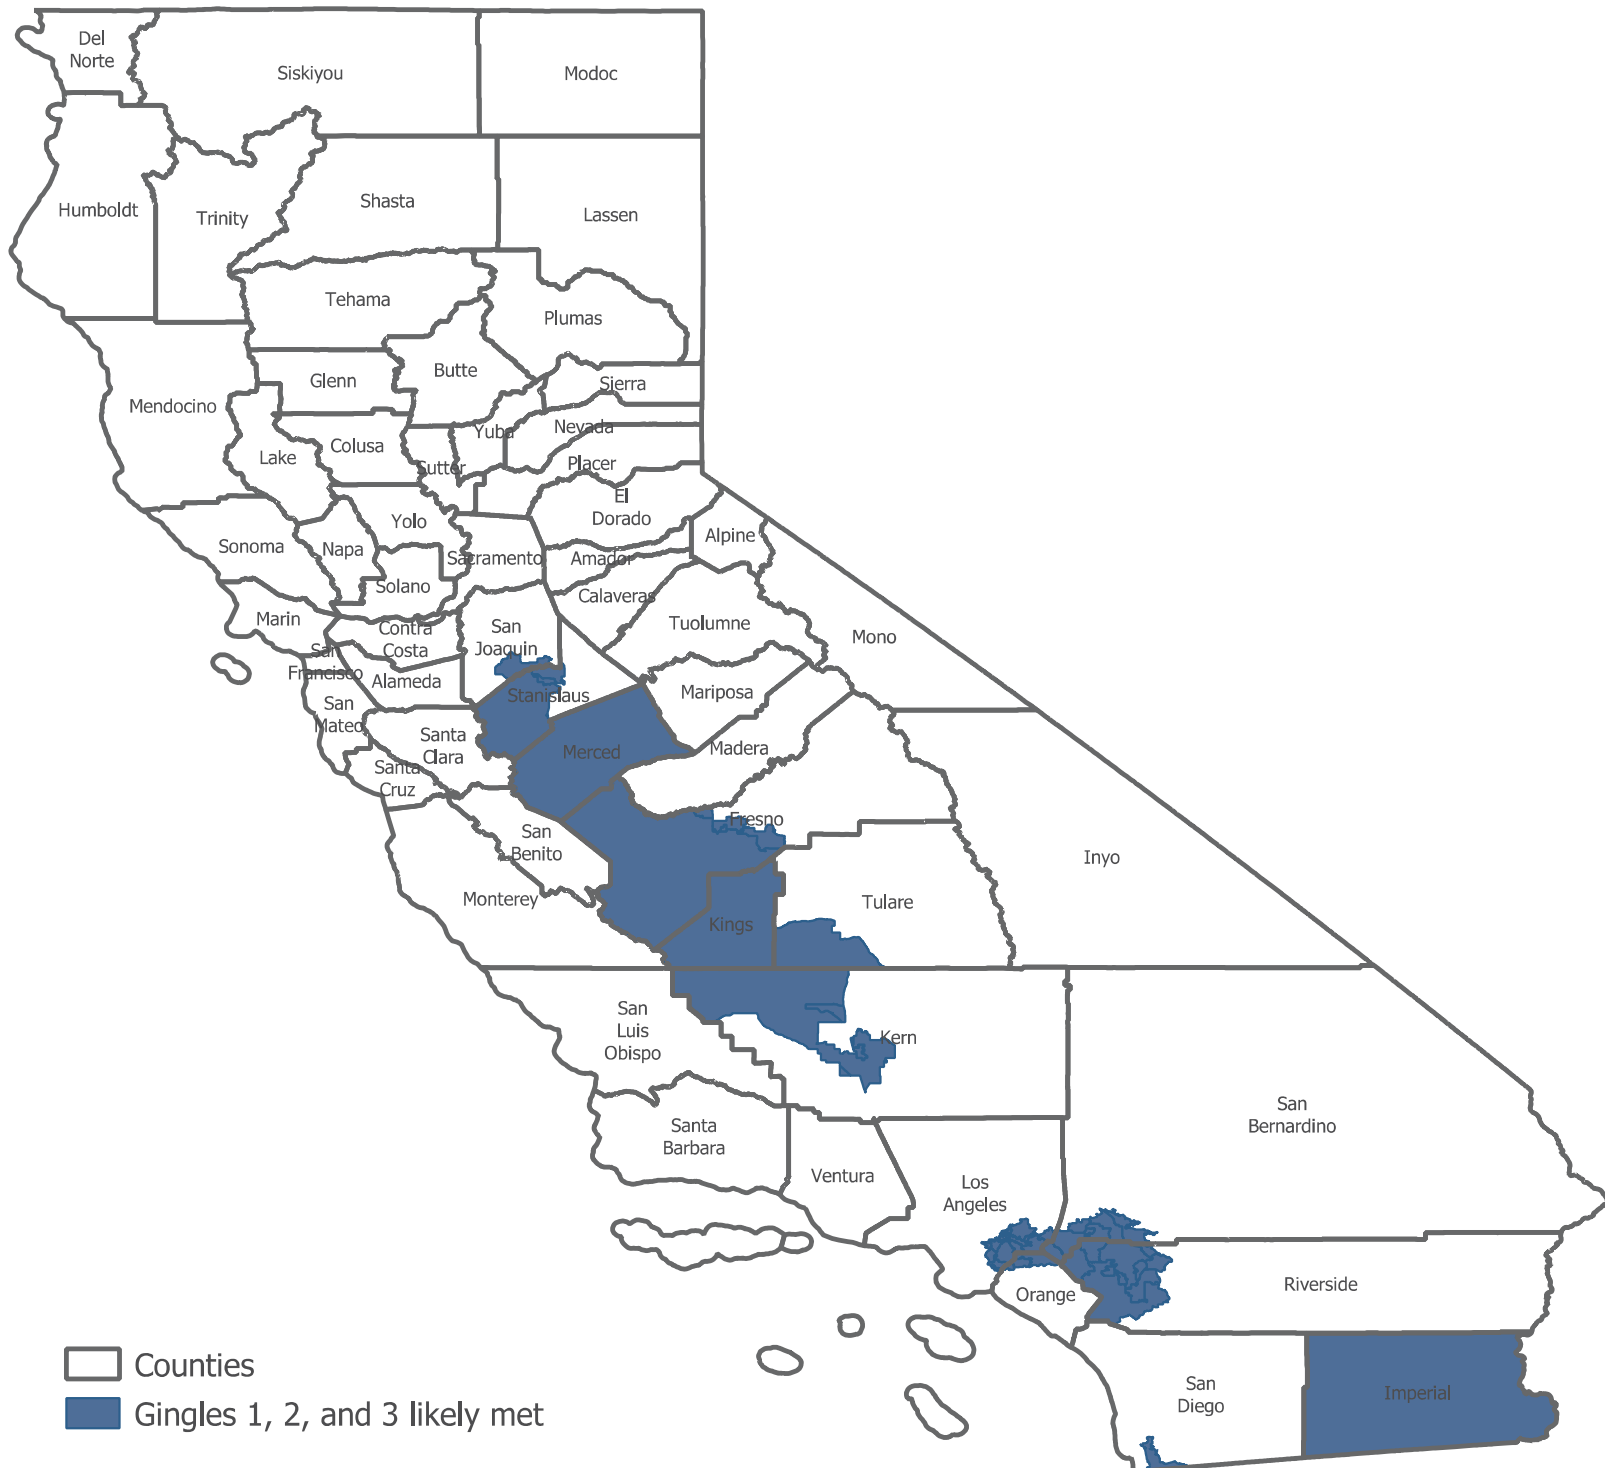 Del
Norte
Siskiyou
Modoc
Humboldt
Trinity
Shasta
Lassen
Tehama
Plumas
Glenn
Butte
Sierra
Mendocino
Lake
Colusa
Sutter
Yuba
Nevada
Placer
El
Dorado
Yolo
Sonoma
Napa
Solano
Sacramento
Amador
Alpine
Calaveras
Marin
Contra
Costa
San
Joaquin
Tuolumne
Mono
San
Francisco
Alameda
Stanislaus
Mariposa
San
Mateo
Santa
Clara
Merced
Madera
Santa
Cruz
San
Benito
Fresno
Inyo
Monterey
Kings
Tulare
San
Luis
Obispo
Kern
Santa
Barbara
Ventura
Los
Angeles
San
Bernardino
Orange
Riverside
San
Diego
Imperial
Counties
Gingles 1, 2, and 3 likely met